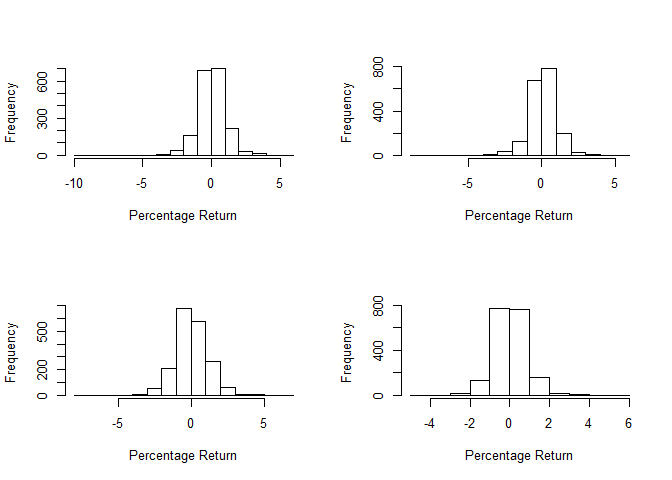 Frequency
0 300 600
-10 -5 0 5
Percentage Return
Frequency
0 400 800
-5 0 5
Percentage Return
Frequency
0 200 500
-5 0 5
Percentage Return
Frequency
0 400 800
-4 -2 0 2 4 6
Percentage Return